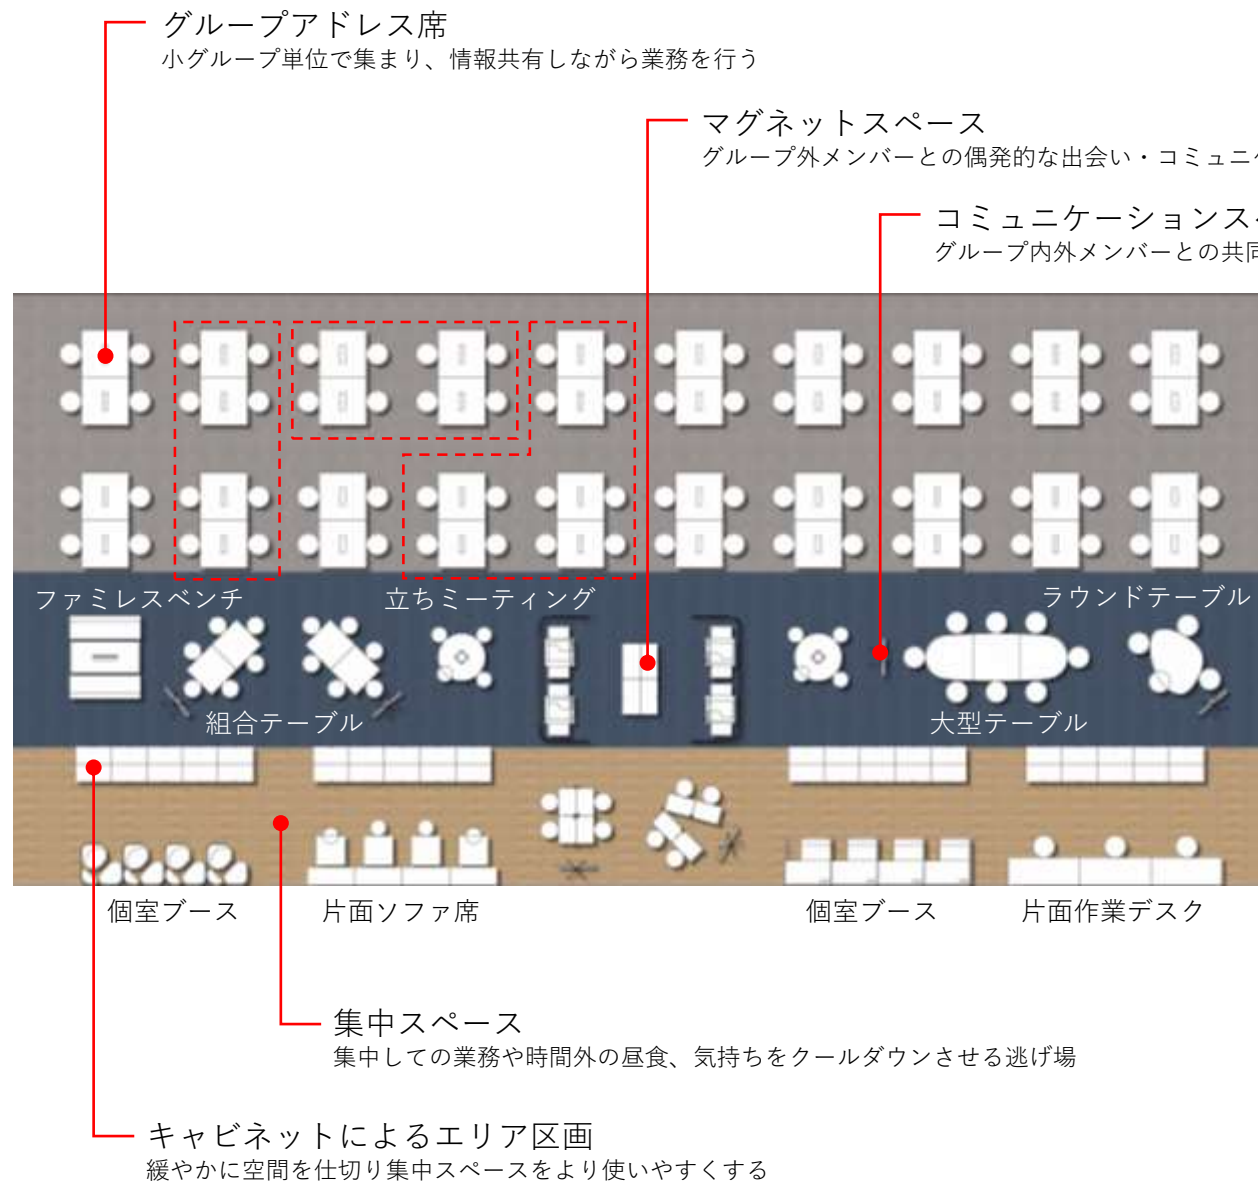 グループアドレス席
小グループ単位で集まり、情報共有しながら業務を行う
マグネットスペース
グループ外メンバーとの偶発的な出会い・コミュニ
コミュニケーションス
グループ内外メンバーとの共同
ファミレスベンチ
立ちミーティング
ラウンドテーブル
組合テーブル
大型テーブル
個室ブース
片面ソファ席
個室ブース
片面作業デスク
集中スペース
集中しての業務や時間外の昼食、気持ちをクールダウンさせる逃げ場
キャビネットによるエリア区画
緩やかに空間を仕切り集中スペースをより使いやすくする